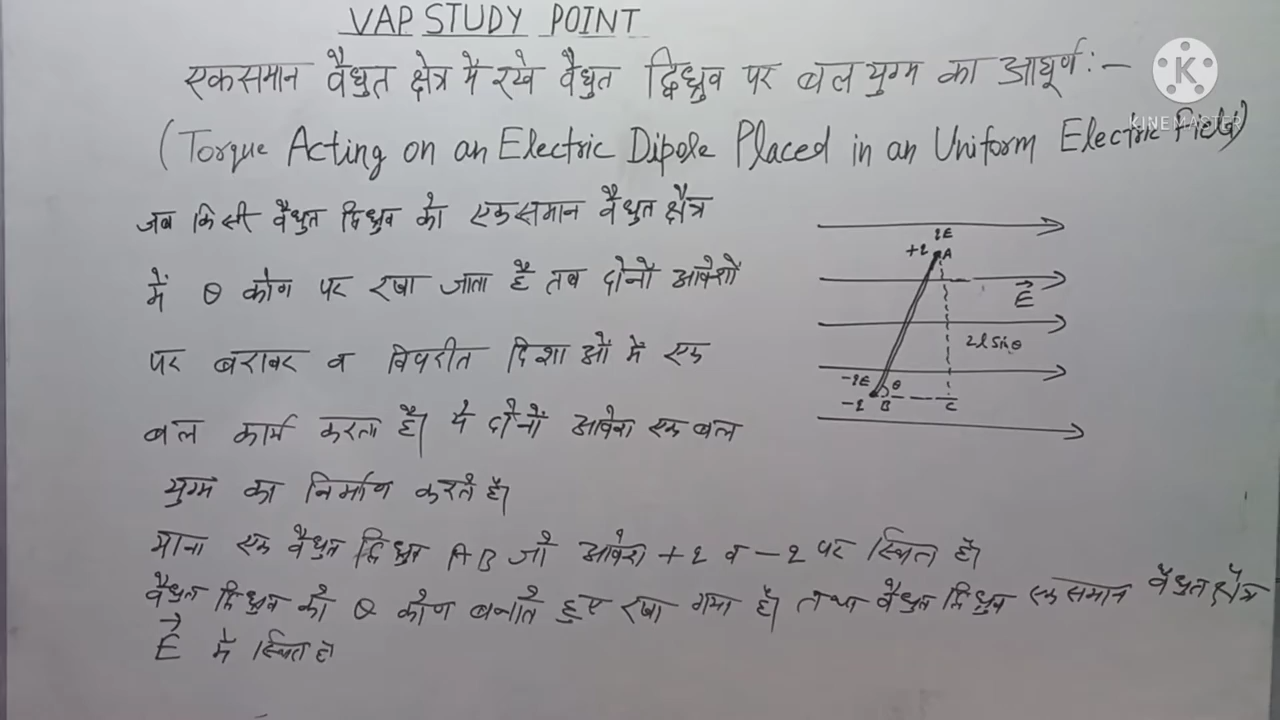 VAP STUDY POINT
एकसमान वैधुत क्षेत्र में रखे वैधुत द्विध्रुव पर बल युग्म का आघूर्ण :-
(Torque Acting on an Electric Dipole Placed in an Uniform Electric Field)
K
KINEMASTER
जब किसी वैधुत द्विध्रुव को एकसमान वैधुत क्षेत्र
में θ कोण पर रखा जाता है तब दोनों आवेशों
पर बराबर व विपरीत दिशाओं में एक
बल कार्य करता है। ये दोनों आवेश एक बल
युग्म का निर्माण करते है।
माना एक वैधुत द्विध्रुव AB जो आवेश +q व -q पर स्थित है।
वैधुत द्विध्रुव को θ कोण बनाते हुए रखा गया है। तथा वैधुत द्विध्रुव एकसमान वैधुत क्षेत्र
E⃗ में स्थित है
qE
+q A
E⃗
2lsinθ
-qE θ
-q B C